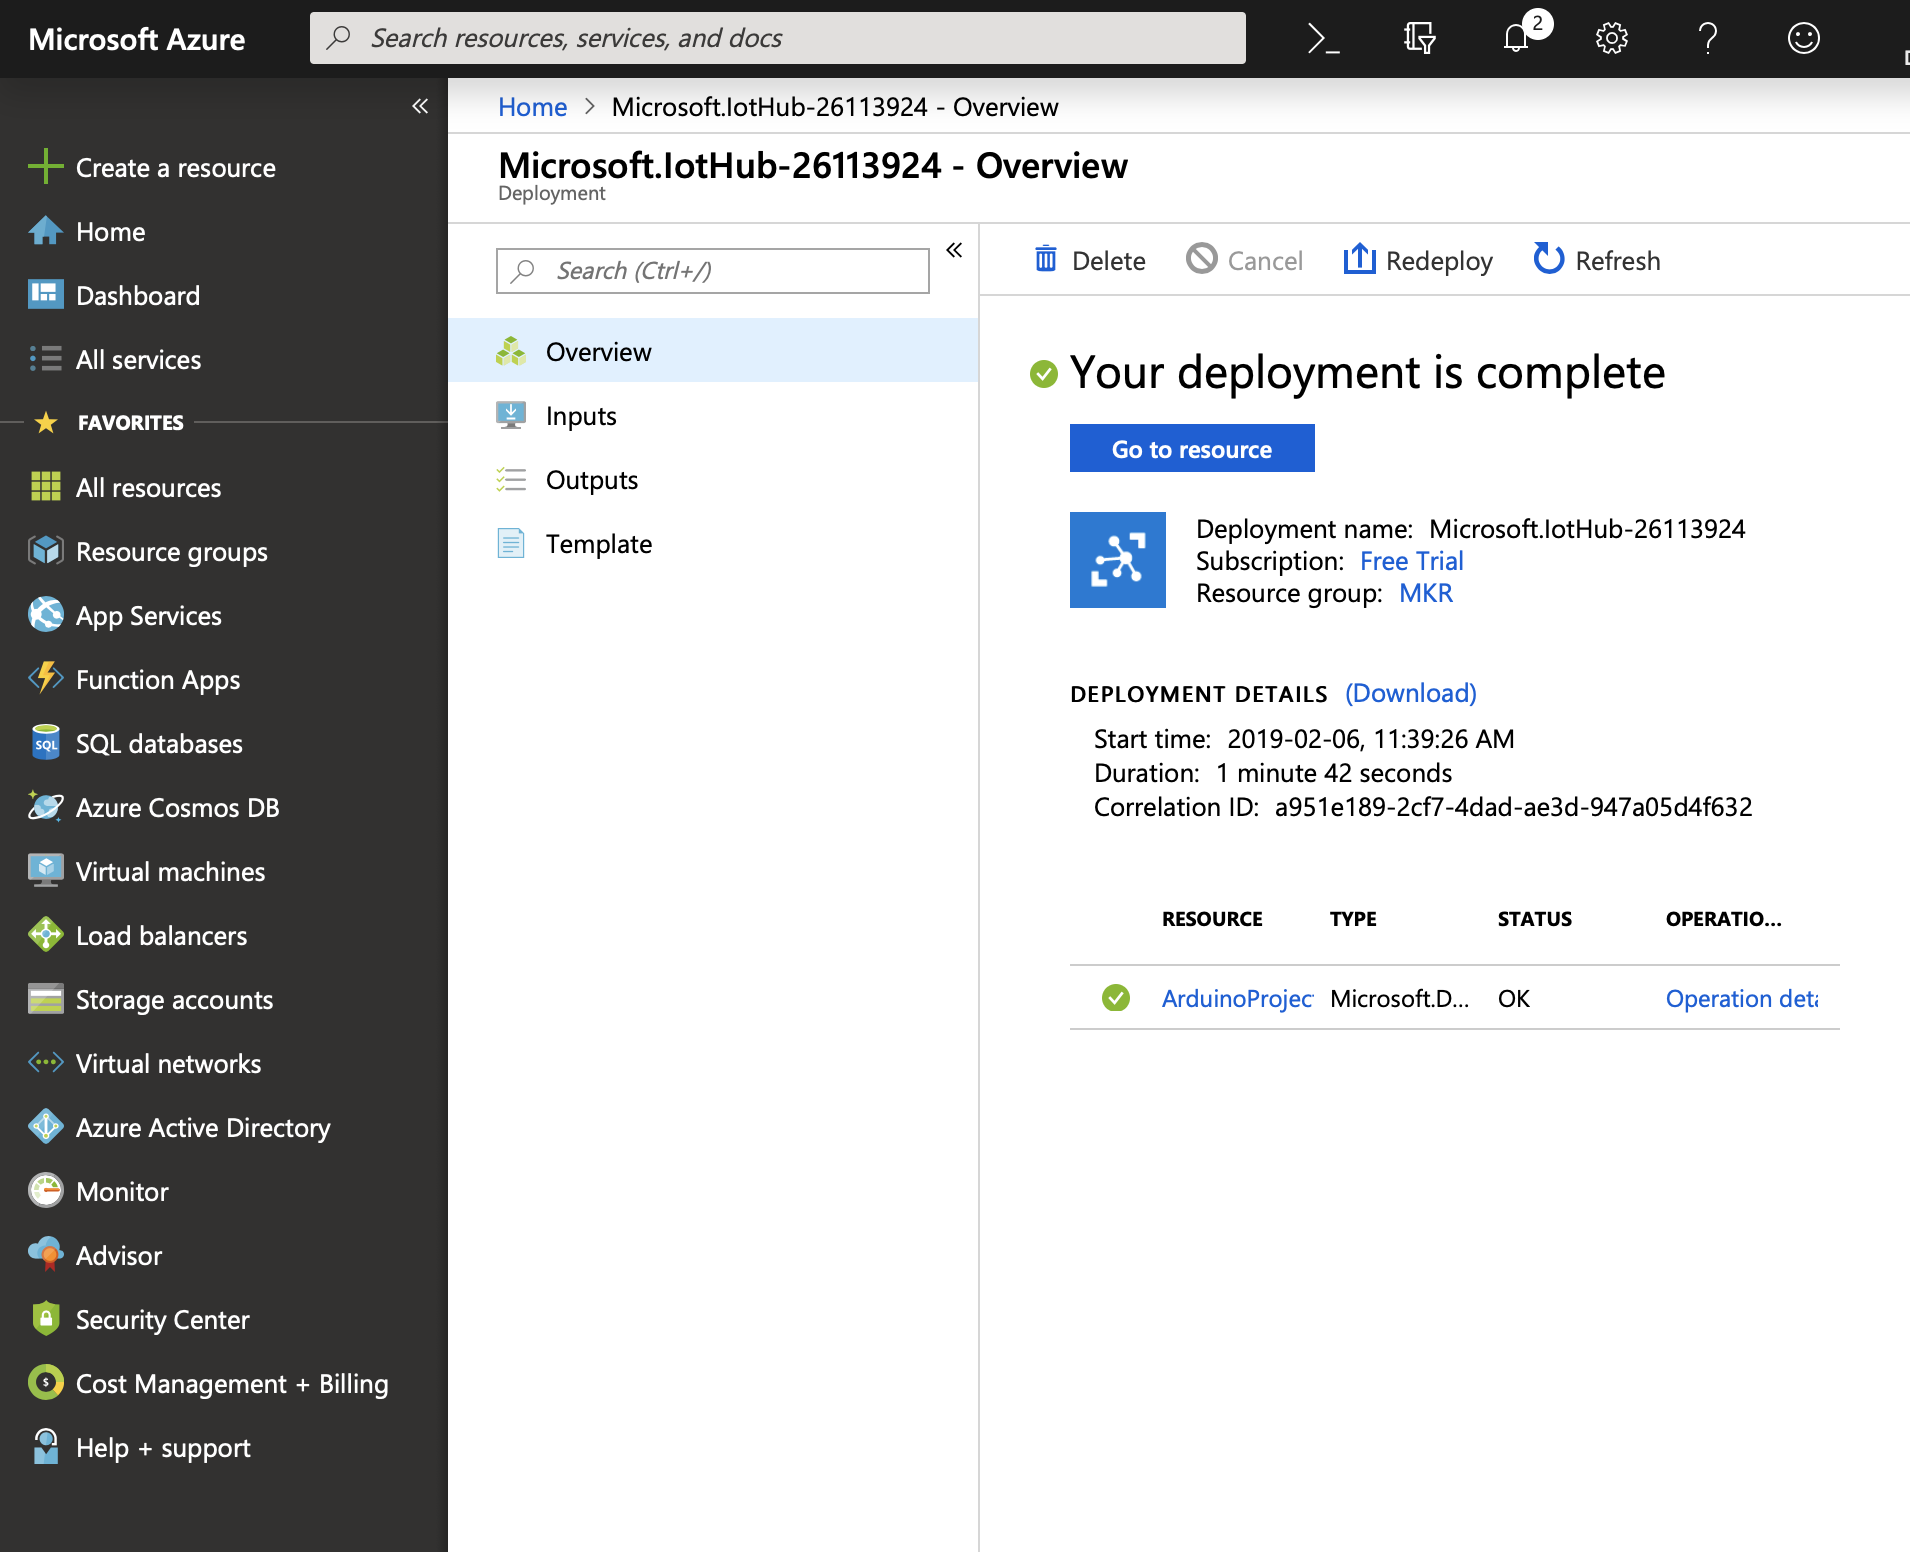 Microsoft Azure
Search resources, services, and docs
2
Create a resource
Home
Dashboard
All services
FAVORITES
All resources
Resource groups
App Services
Function Apps
SQL
SQL databases
Azure Cosmos DB
Virtual machines
Load balancers
Storage accounts
Virtual networks
Azure Active Directory
Monitor
Advisor
Security Center
Cost Management + Billing
Help + support
Home > Microsoft.IotHub-26113924 - Overview
Microsoft.IotHub-26113924 - Overview
Deployment
Search (Ctrl+/)
Overview
Inputs
Outputs
Template
Delete Cancel Redeploy Refresh
Your deployment is complete
Go to resource
Deployment name: Microsoft.IotHub-26113924
Subscription: Free Trial
Resource group: MKR
DEPLOYMENT DETAILS (Download)
Start time: 2019-02-06, 11:39:26 AM
Duration: 1 minute 42 seconds
Correlation ID: a951e189-2cf7-4dad-ae3d-947a05d4f632
RESOURCE TYPE STATUS OPERATIO...
ArduinoProjec Microsoft.D... OK Operation deta